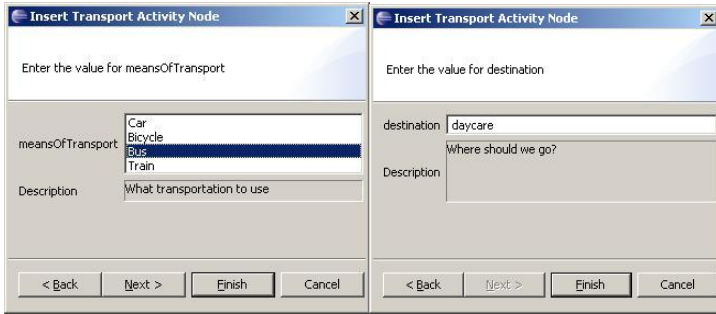 Insert Transport Activity Node
Enter the value for meansOfTransport
meansOfTransport
Car
Bicycle
Bus
Train
Description
What transportation to use
< Back
Next >
Finish
Cancel
Insert Transport Activity Node
Enter the value for destination
destination
daycare
Description
Where should we go?
< Back
Next >
Finish
Cancel